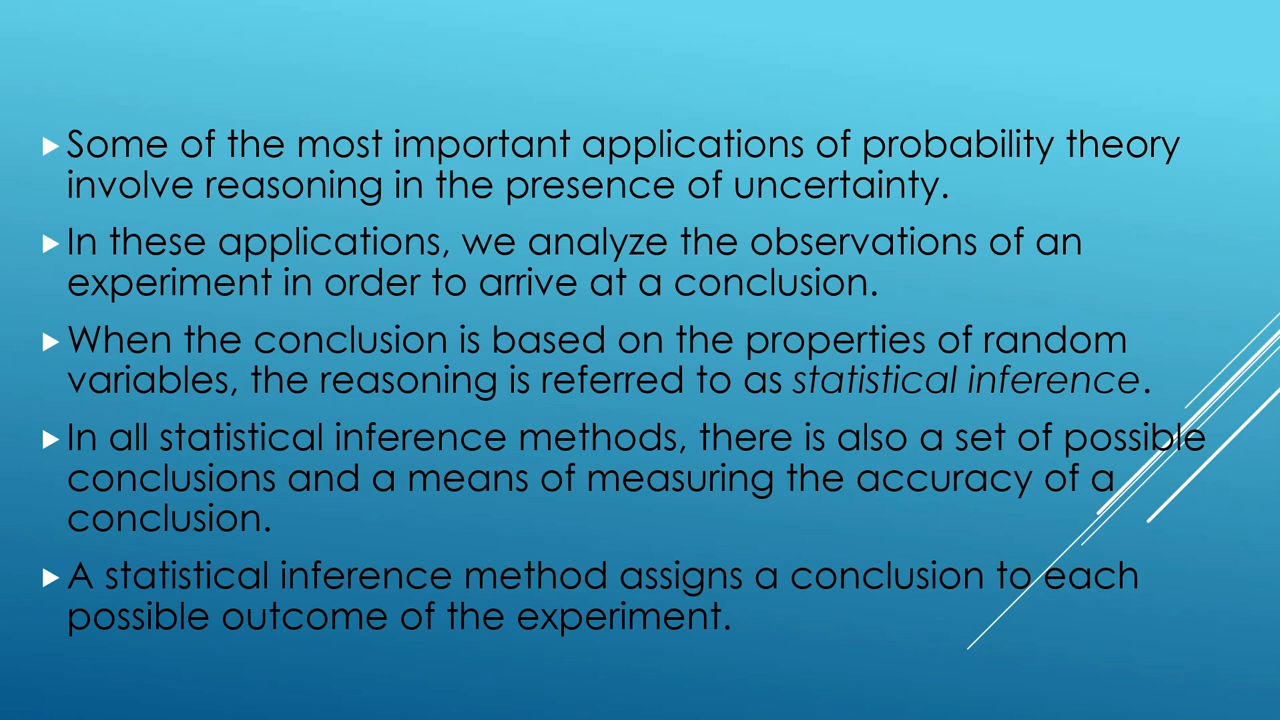 Some of the most important applications of probability theory
involve reasoning in the presence of uncertainty.
In these applications, we analyze the observations of an
experiment in order to arrive at a conclusion.
When the conclusion is based on the properties of random
variables, the reasoning is referred to as statistical inference.
In all statistical inference methods, there is also a set of possible
conclusions and a means of measuring the accuracy of a
conclusion.
A statistical inference method assigns a conclusion to each
possible outcome of the experiment.